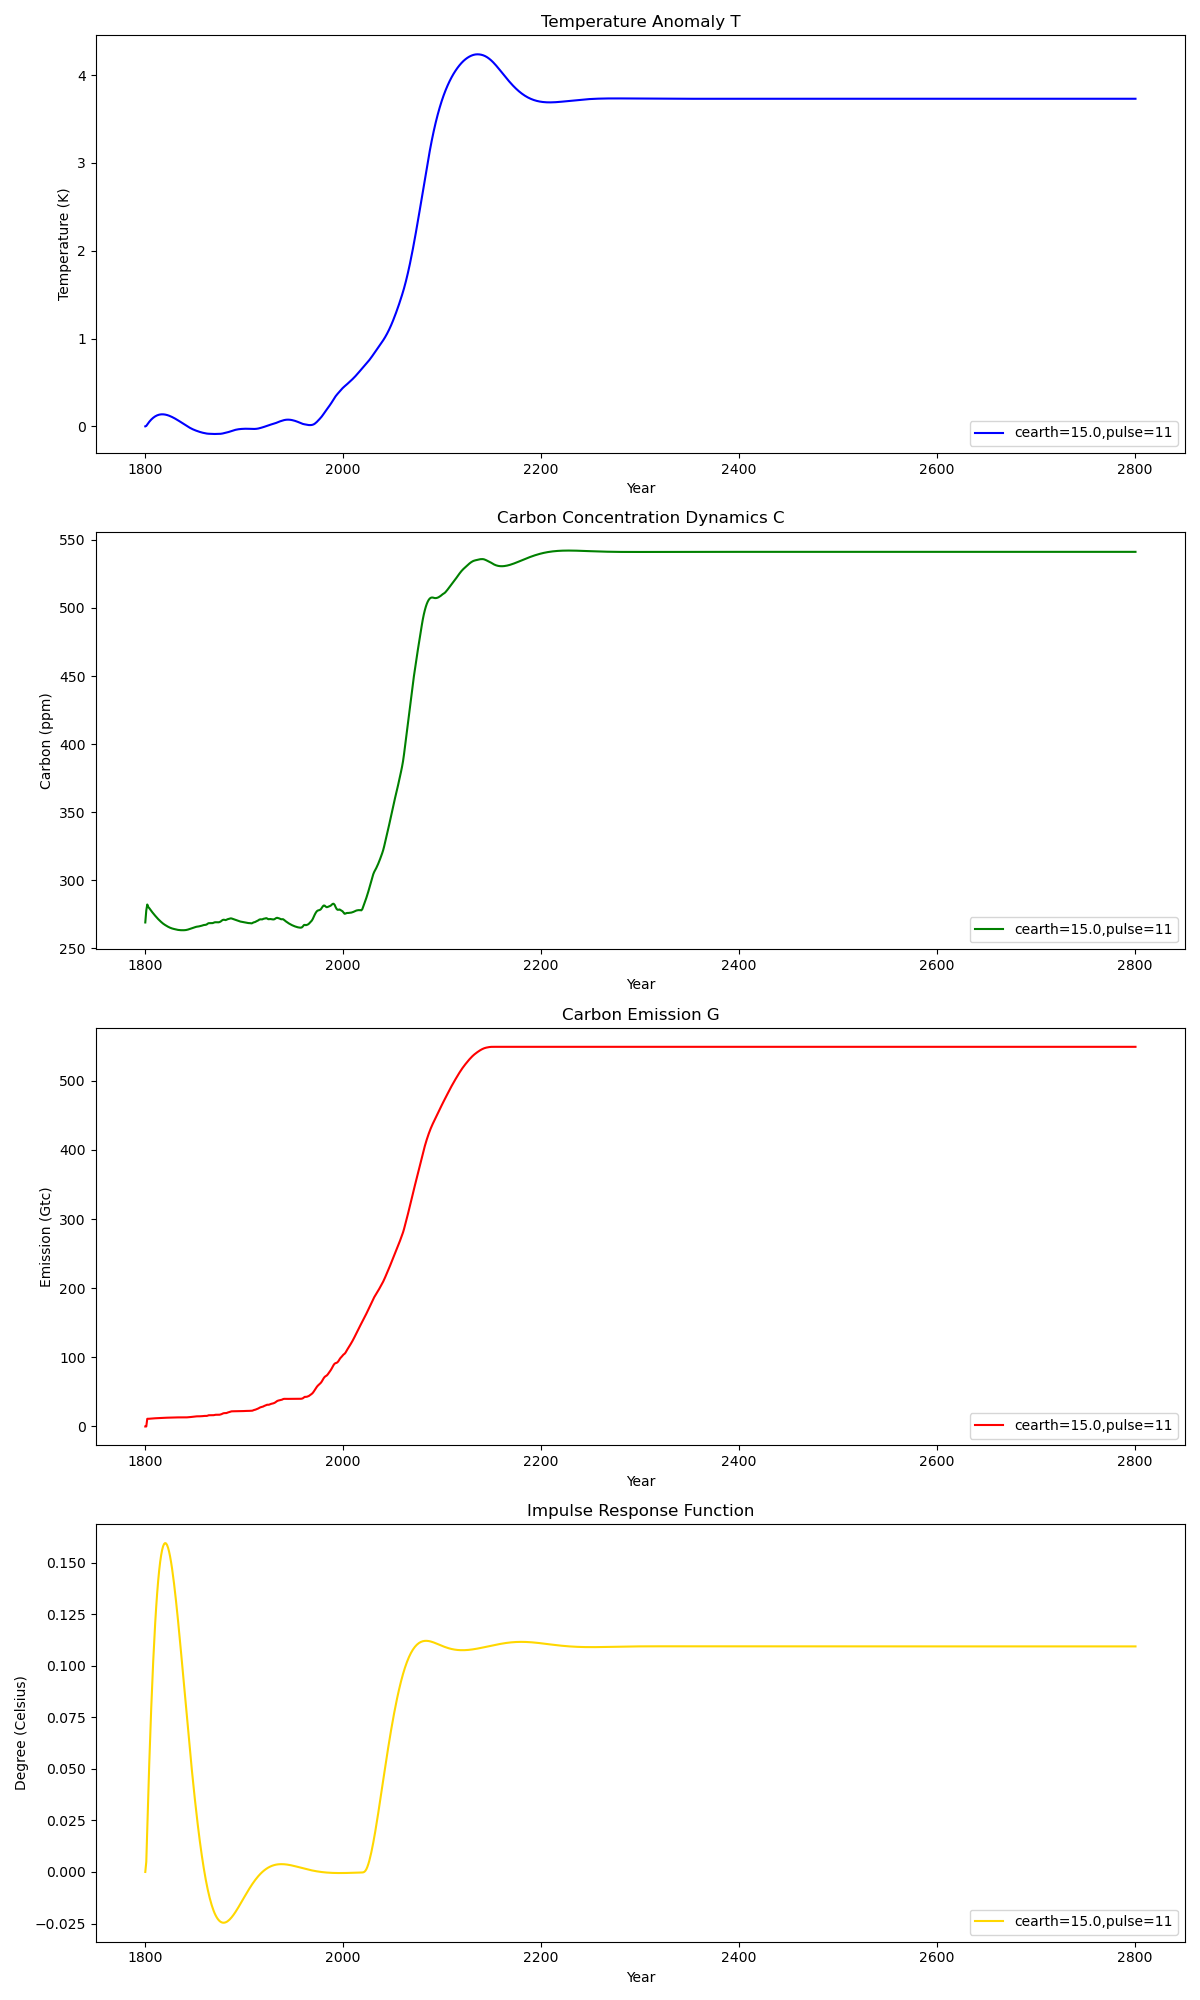 Temperature Anomaly T
4
3
2
1
0
Temperature (K)
cearth=15.0,pulse=11
1800 2000 2200 2400 2600 2800
Year
Carbon Concentration Dynamics C
550
500
450
400
350
300
250
Carbon (ppm)
cearth=15.0,pulse=11
1800 2000 2200 2400 2600 2800
Year
Carbon Emission G
500
400
300
200
100
0
Emission (Gtc)
cearth=15.0,pulse=11
1800 2000 2200 2400 2600 2800
Year
Impulse Response Function
0.150
0.125
0.100
0.075
0.050
0.025
0.000
−0.025
Degree (Celsius)
cearth=15.0,pulse=11
1800 2000 2200 2400 2600 2800
Year